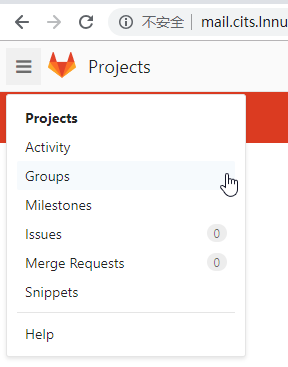 不安全 | mail.cits.lnnu
Projects
Projects
Activity
Groups
Milestones
Issues 0
Merge Requests 0
Snippets
Help